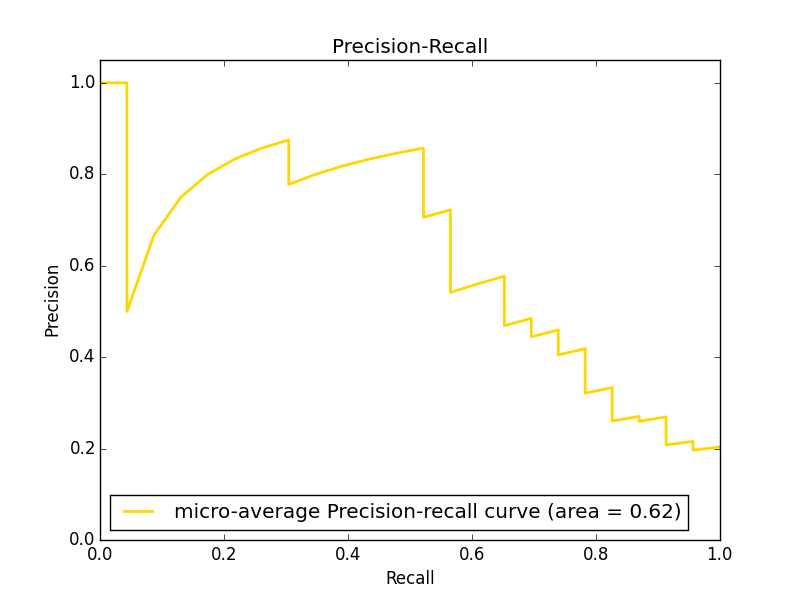 Precision-Recall
1.0
0.8
0.6
0.4
0.2
0.0
Precision
micro-average Precision-recall curve (area = 0.62)
0.0 0.2 0.4 0.6 0.8 1.0
Recall